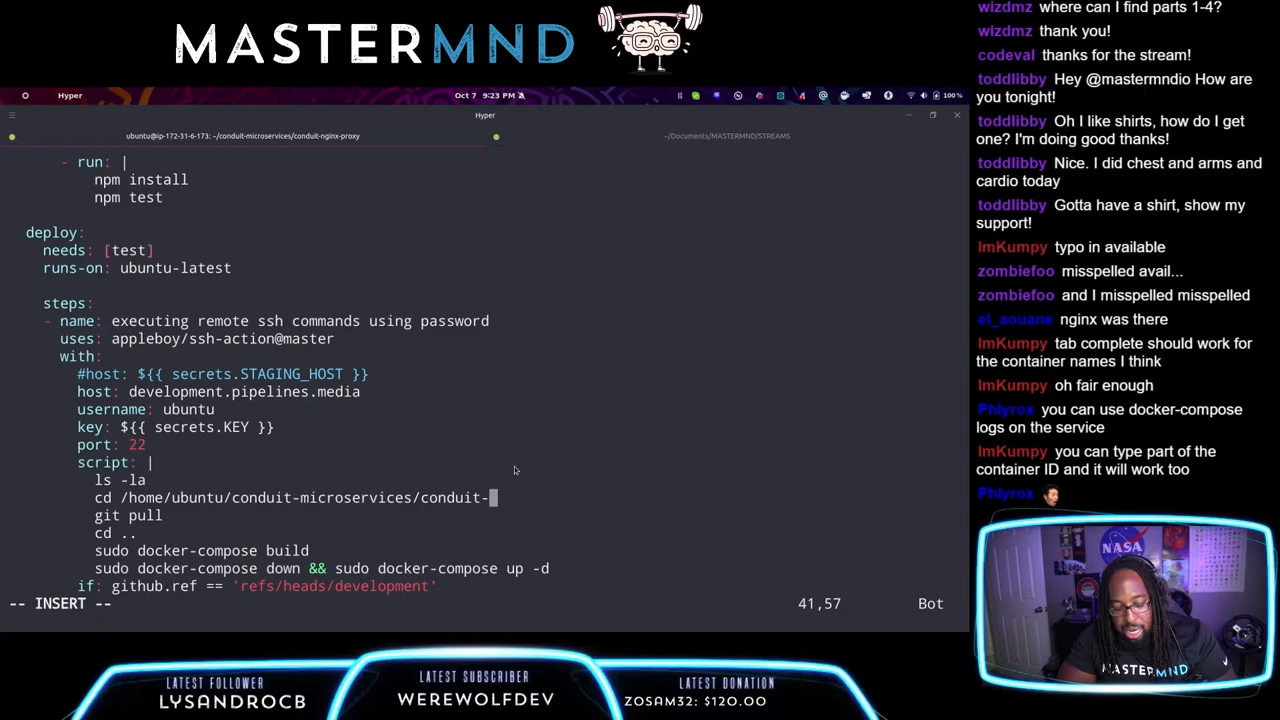 MASTERMND
Hyper
Oct 7 9:23 PM
100%
Hyper
ubuntu@ip-172-31-6-173: ~/conduit-microservices/conduit-nginx-proxy
~/Documents/MASTERMND/STREAMS
- run: |
npm install
npm test
deploy:
needs: [test]
runs-on: ubuntu-latest
steps:
- name: executing remote ssh commands using password
uses: appleboy/ssh-action@master
with:
#host: ${{ secrets.STAGING_HOST }}
host: development.pipelines.media
username: ubuntu
key: ${{ secrets.KEY }}
port: 22
script: |
ls -la
cd /home/ubuntu/conduit-microservices/conduit-
git pull
cd ..
sudo docker-compose build
sudo docker-compose down && sudo docker-compose up -d
if: github.ref == 'refs/heads/development'
-- INSERT --
41,57
Bot
wizdmz where can I find parts 1-4?
wizdmz thank you!
codeval thanks for the stream!
toddlibby Hey @mastermndio How are
you tonight!
toddlibby Oh I like shirts, how do I get
one? I'm doing good thanks!
toddlibby Nice. I did chest and arms and
cardio today
toddlibby Gotta have a shirt, show my
support!
ImKumpy typo in available
zombiefoo misspelled avail...
zombiefoo and I misspelled misspelled
el_aouane nginx was there
ImKumpy tab complete should work for
the container names I think
ImKumpy oh fair enough
Phlyrox you can use docker-compose
logs on the service
ImKumpy you can type part of the
container ID and it will work too
Phlyrox
NASA
MASTERMND
LATEST FOLLOWER
LYSANDROCB
LATEST SUBSCRIBER
WEREWOLFDEV
LATEST DONATION
ZOSAM32: $120.00